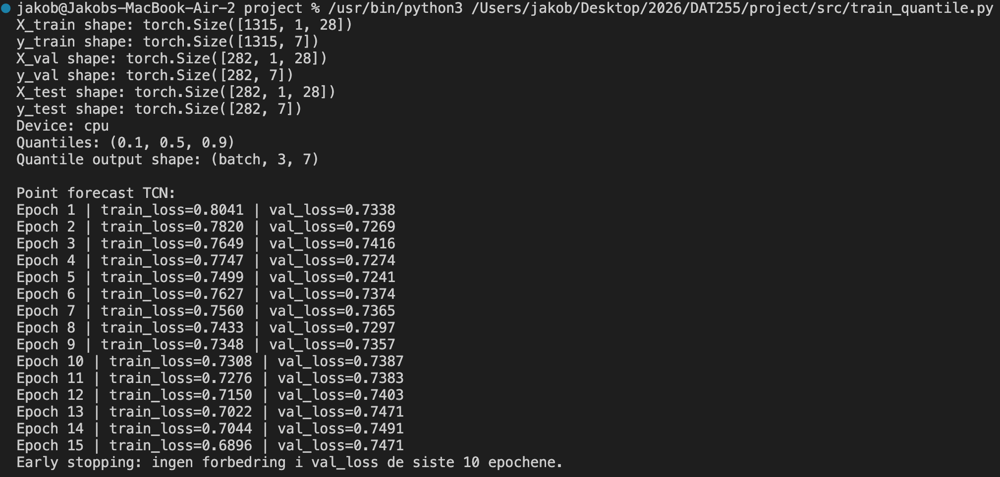 jakob@Jakobs-MacBook-Air-2 project % /usr/bin/python3 /Users/jakob/Desktop/2026/DAT255/project/src/train_quantile.py
X_train shape: torch.Size([1315, 1, 28])
y_train shape: torch.Size([1315, 7])
X_val shape: torch.Size([282, 1, 28])
y_val shape: torch.Size([282, 7])
X_test shape: torch.Size([282, 1, 28])
y_test shape: torch.Size([282, 7])
Device: cpu
Quantiles: (0.1, 0.5, 0.9)
Quantile output shape: (batch, 3, 7)

Point forecast TCN:
Epoch 1 | train_loss=0.8041 | val_loss=0.7338
Epoch 2 | train_loss=0.7820 | val_loss=0.7269
Epoch 3 | train_loss=0.7649 | val_loss=0.7416
Epoch 4 | train_loss=0.7747 | val_loss=0.7274
Epoch 5 | train_loss=0.7499 | val_loss=0.7241
Epoch 6 | train_loss=0.7627 | val_loss=0.7374
Epoch 7 | train_loss=0.7560 | val_loss=0.7365
Epoch 8 | train_loss=0.7433 | val_loss=0.7297
Epoch 9 | train_loss=0.7348 | val_loss=0.7357
Epoch 10 | train_loss=0.7308 | val_loss=0.7387
Epoch 11 | train_loss=0.7276 | val_loss=0.7383
Epoch 12 | train_loss=0.7150 | val_loss=0.7403
Epoch 13 | train_loss=0.7022 | val_loss=0.7471
Epoch 14 | train_loss=0.7044 | val_loss=0.7491
Epoch 15 | train_loss=0.6896 | val_loss=0.7471
Early stopping: ingen forbedring i val_loss de siste 10 epochene.